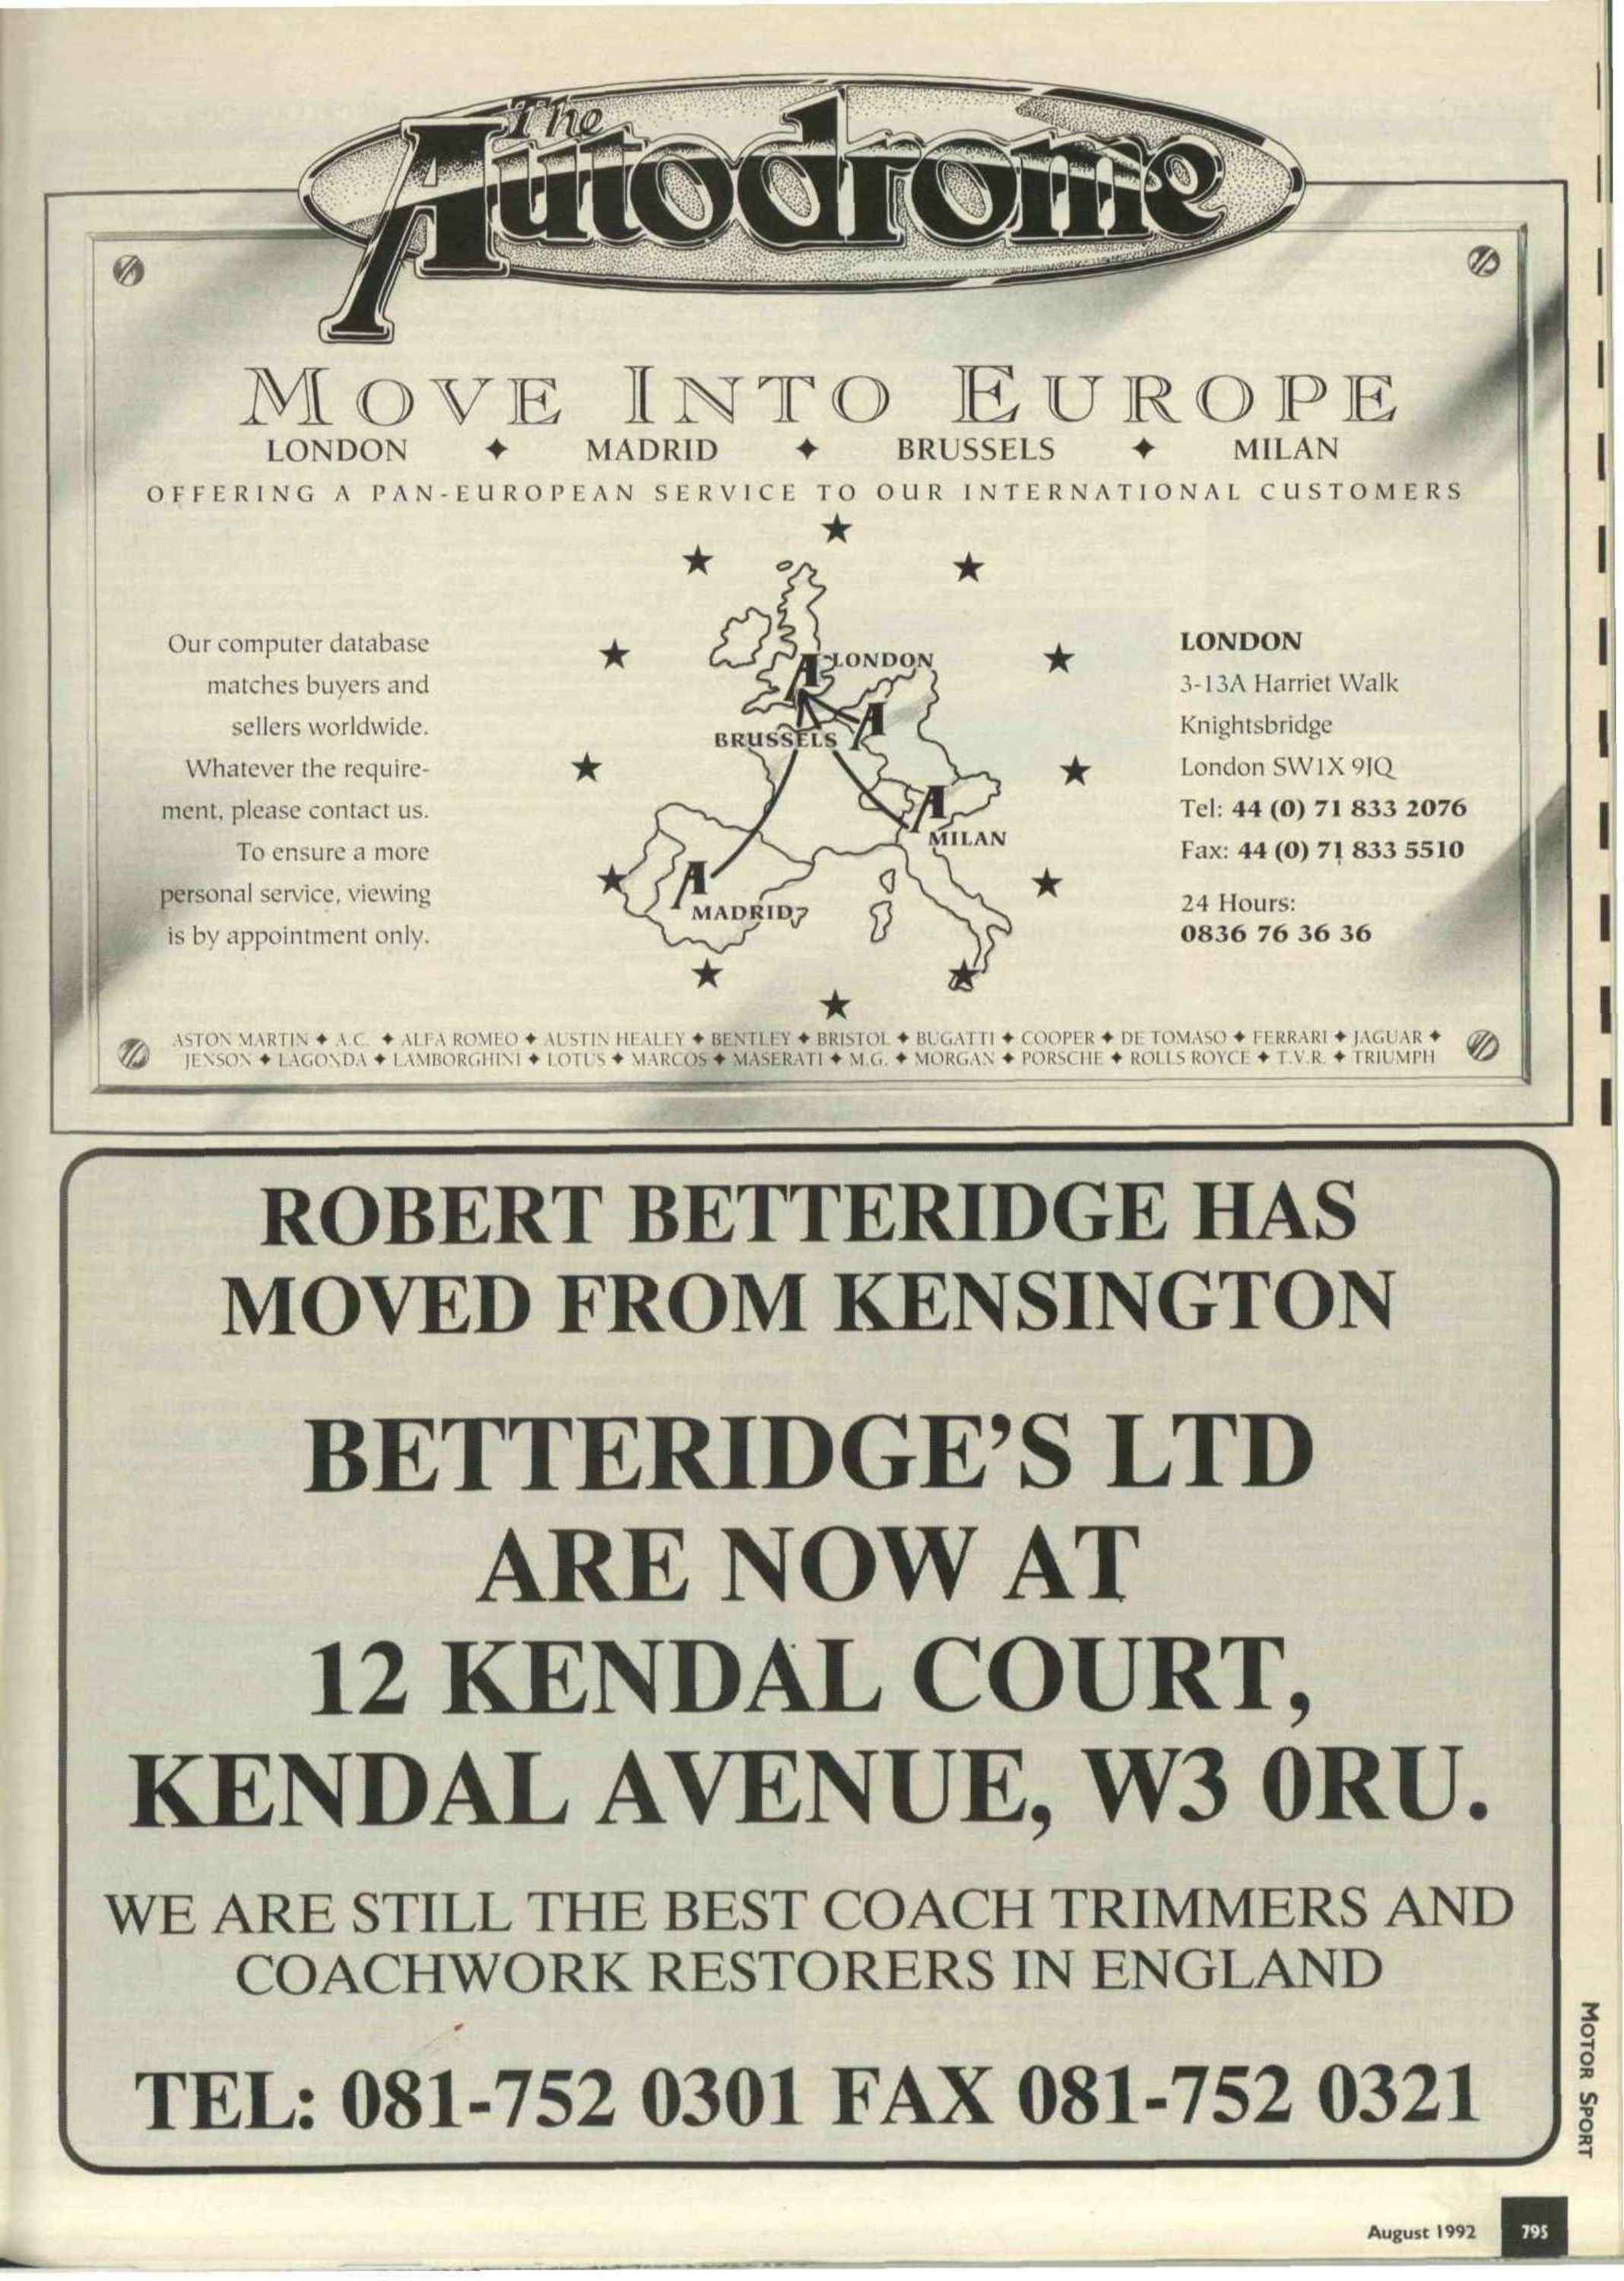 The
Autodrome
MOVE INTO EUROPE
LONDON ✦ MADRID ✦ BRUSSELS ✦ MILAN
OFFERING A PAN-EUROPEAN SERVICE TO OUR INTERNATIONAL CUSTOMERS
Our computer database
matches buyers and
sellers worldwide.
Whatever the require-
ment, please contact us.
To ensure a more
personal service, viewing
is by appointment only.
A LONDON
BRUSSELS A
A
MILAN
A
MADRID
LONDON
3-13A Harriet Walk
Knightsbridge
London SW1X 9JQ
Tel: 44 (0) 71 833 2076
Fax: 44 (0) 71 833 5510
24 Hours:
0836 76 36 36
ASTON MARTIN ✦ A.C. ✦ ALFA ROMEO ✦ AUSTIN HEALEY ✦ BENTLEY ✦ BRISTOL ✦ BUGATTI ✦ COOPER ✦ DE TOMASO ✦ FERRARI ✦ JAGUAR ✦
JENSON ✦ LAGONDA ✦ LAMBORGHINI ✦ LOTUS ✦ MARCOS ✦ MASERATI ✦ M.G. ✦ MORGAN ✦ PORSCHE ✦ ROLLS ROYCE ✦ T.V.R. ✦ TRIUMPH
ROBERT BETTERIDGE HAS
MOVED FROM KENSINGTON
BETTERIDGE'S LTD
ARE NOW AT
12 KENDAL COURT,
KENDAL AVENUE, W3 0RU.
WE ARE STILL THE BEST COACH TRIMMERS AND
COACHWORK RESTORERS IN ENGLAND
TEL: 081-752 0301 FAX 081-752 0321
MOTOR SPORT
August 1992 795